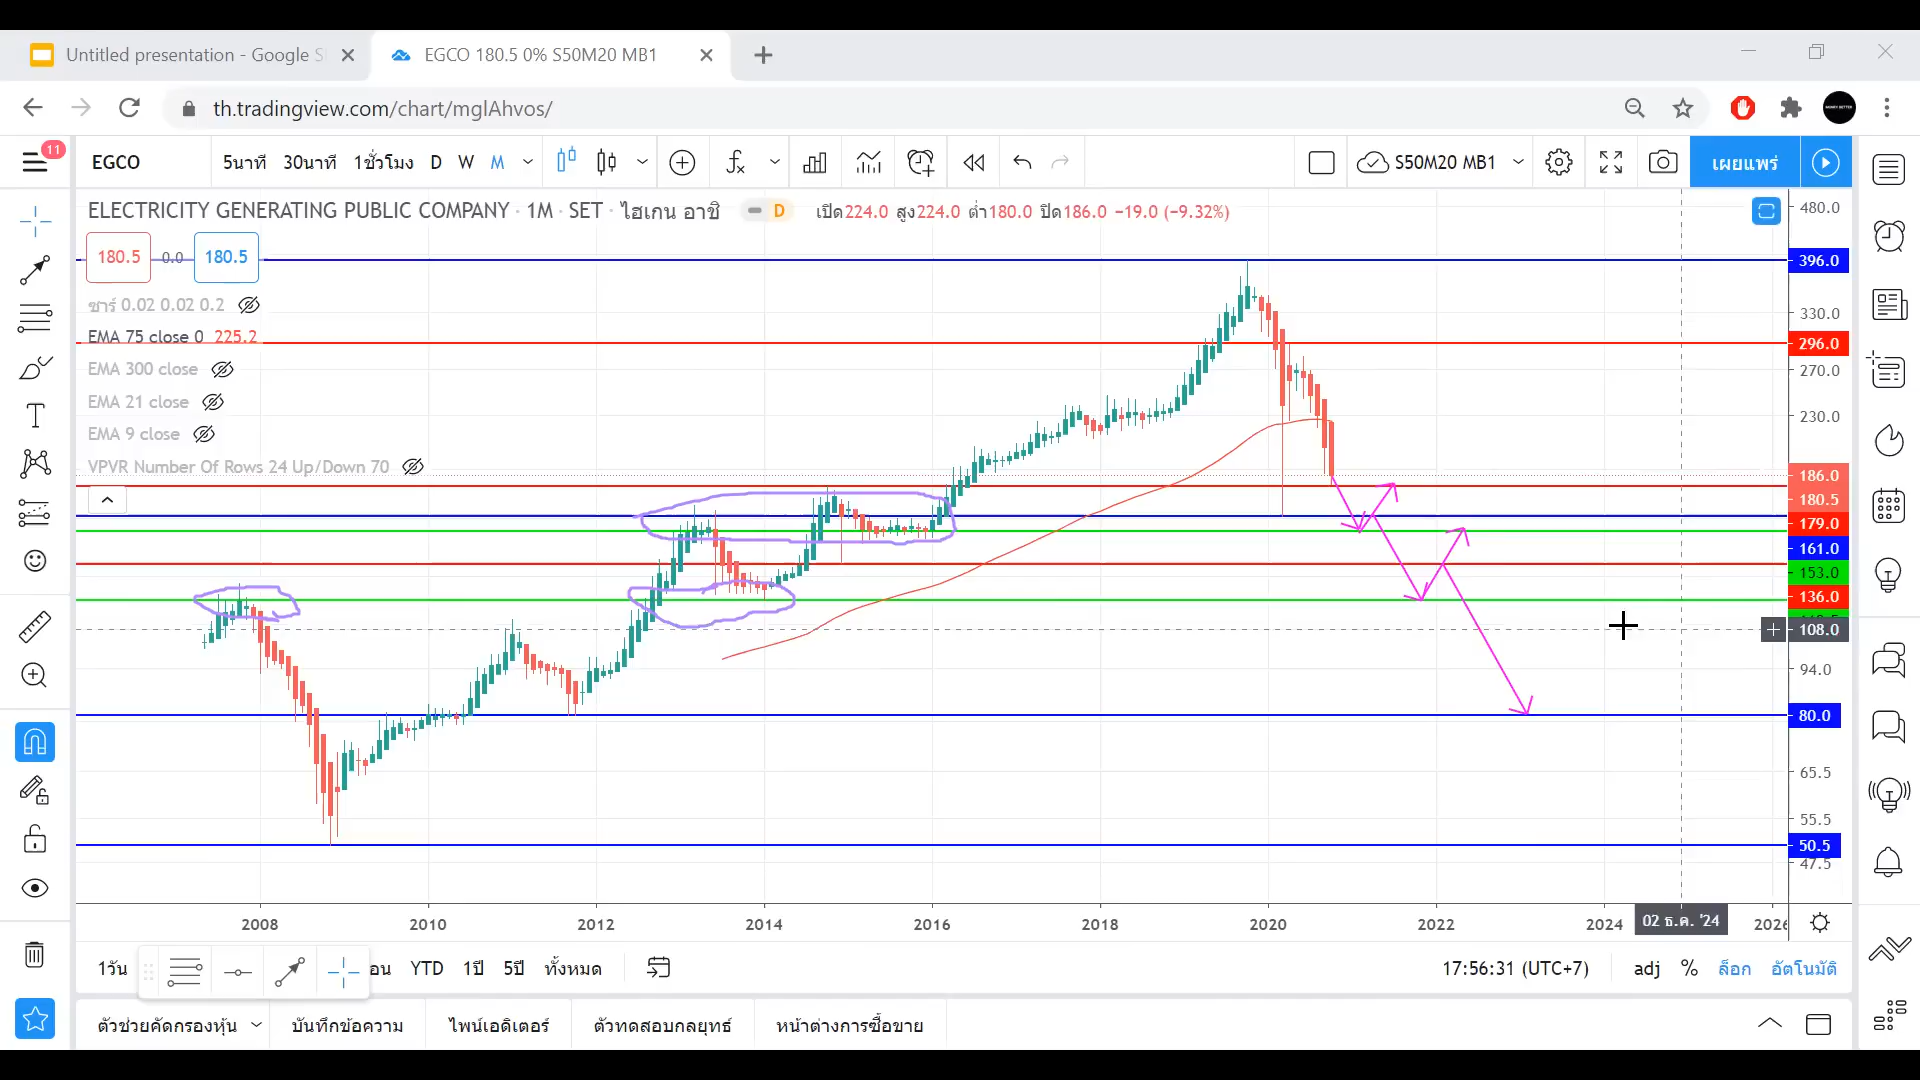 Untitled presentation - Google S
EGCO 180.5 0% S50M20 MB1
th.tradingview.com/chart/mglAhvos/
11
EGCO
5นาที 30นาที 1ชั่วโมง D W M
S50M20 MB1
เผยแพร่
ELECTRICITY GENERATING PUBLIC COMPANY · 1M · SET · ไฮเกน อาชิ
D
เปิด224.0 สูง224.0 ต่ำ180.0 ปิด186.0 −19.0 (−9.32%)
180.5 0.0 180.5
ซาร์ 0.02 0.02 0.2
EMA 75 close 0 225.2
EMA 300 close
EMA 21 close
EMA 9 close
VPVR Number Of Rows 24 Up/Down 70
480.0
396.0
330.0
296.0
270.0
230.0
186.0
180.5
179.0
161.0
153.0
136.0
108.0
94.0
80.0
65.5
55.5
50.5
47.5
2008 2010 2012 2014 2016 2018 2020 2022 2024 02 ธ.ค. '24
1วัน
อน YTD 1ปี 5ปี ทั้งหมด
17:56:31 (UTC+7) adj % ล็อก อัตโนมัติ
ตัวช่วยคัดกรองหุ้น บันทึกข้อความ ไพน์เอดิเตอร์ ตัวทดสอบกลยุทธ์ หน้าต่างการซื้อขาย